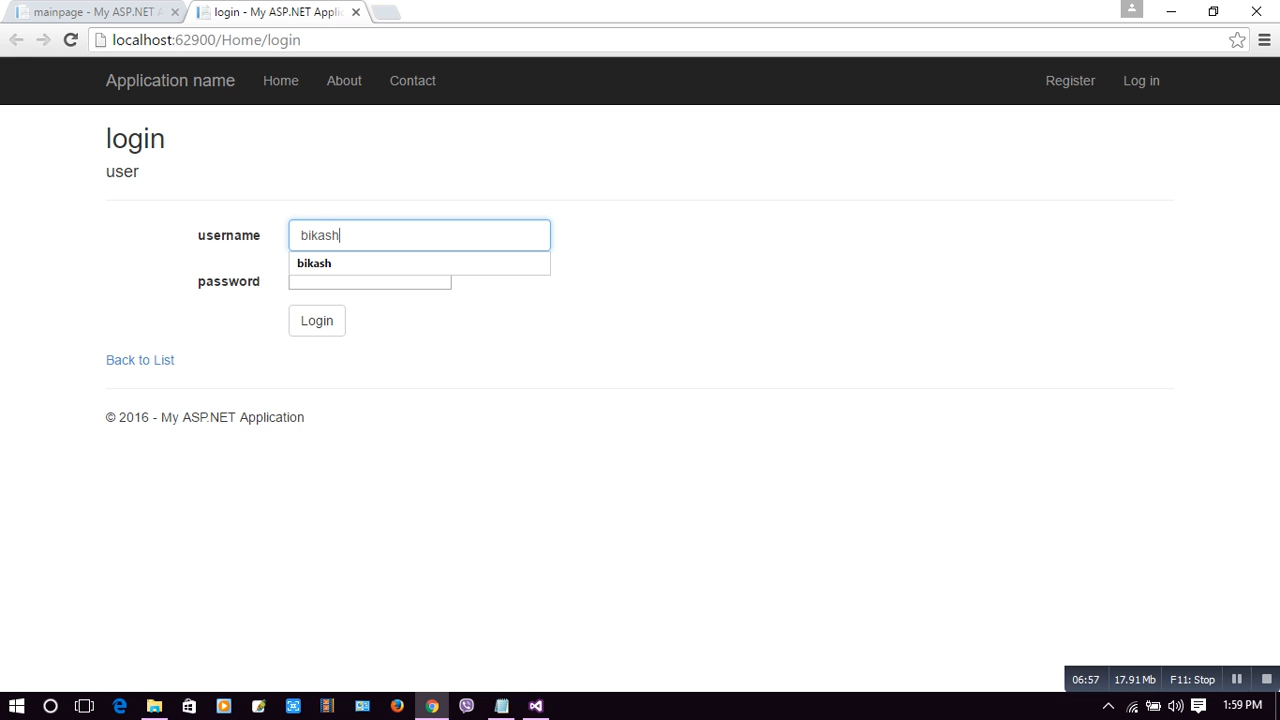 mainpage - My ASP.NET A
login - My ASP.NET Applic
localhost:62900/Home/login
Application name Home About Contact Register Log in
login
user
username bikash
bikash
password
Login
Back to List
© 2016 - My ASP.NET Application
06:57 17.91 Mb F11: Stop
1:59 PM